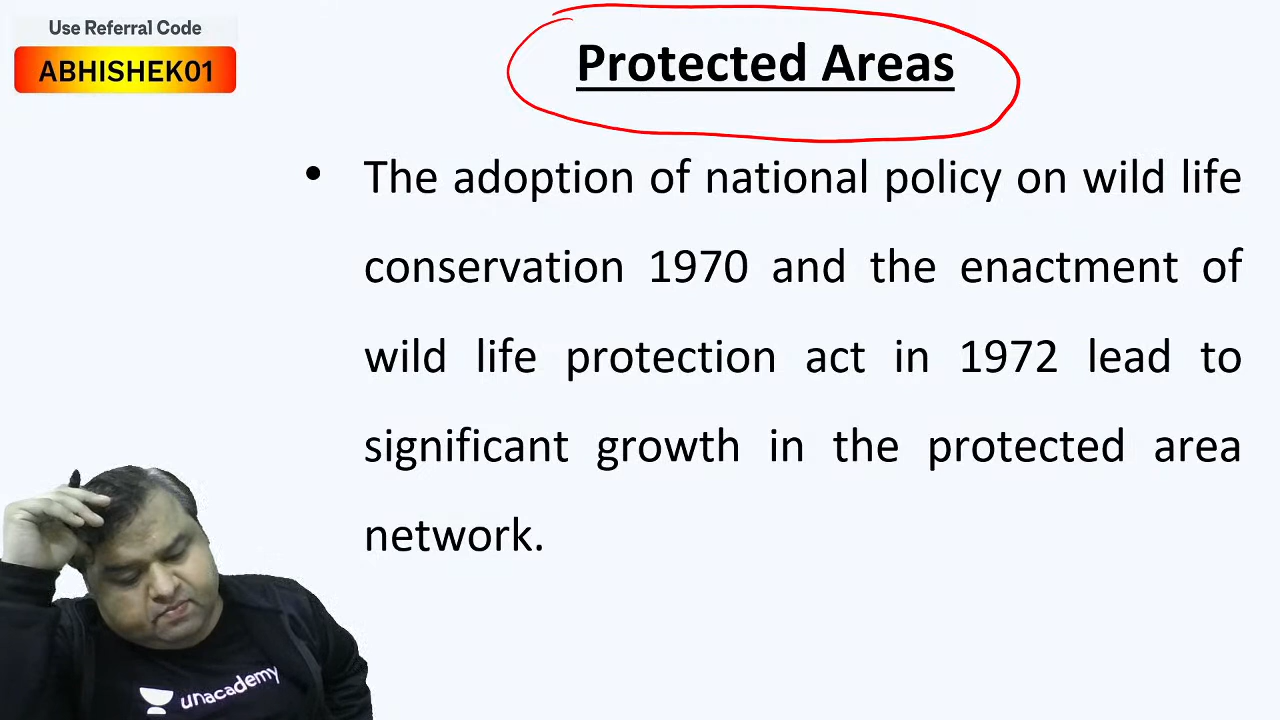 Use Referral Code
ABHISHEK01
Protected Areas
• The adoption of national policy on wild life
conservation 1970 and the enactment of
wild life protection act in 1972 lead to
significant growth in the protected area
network.
unacademy